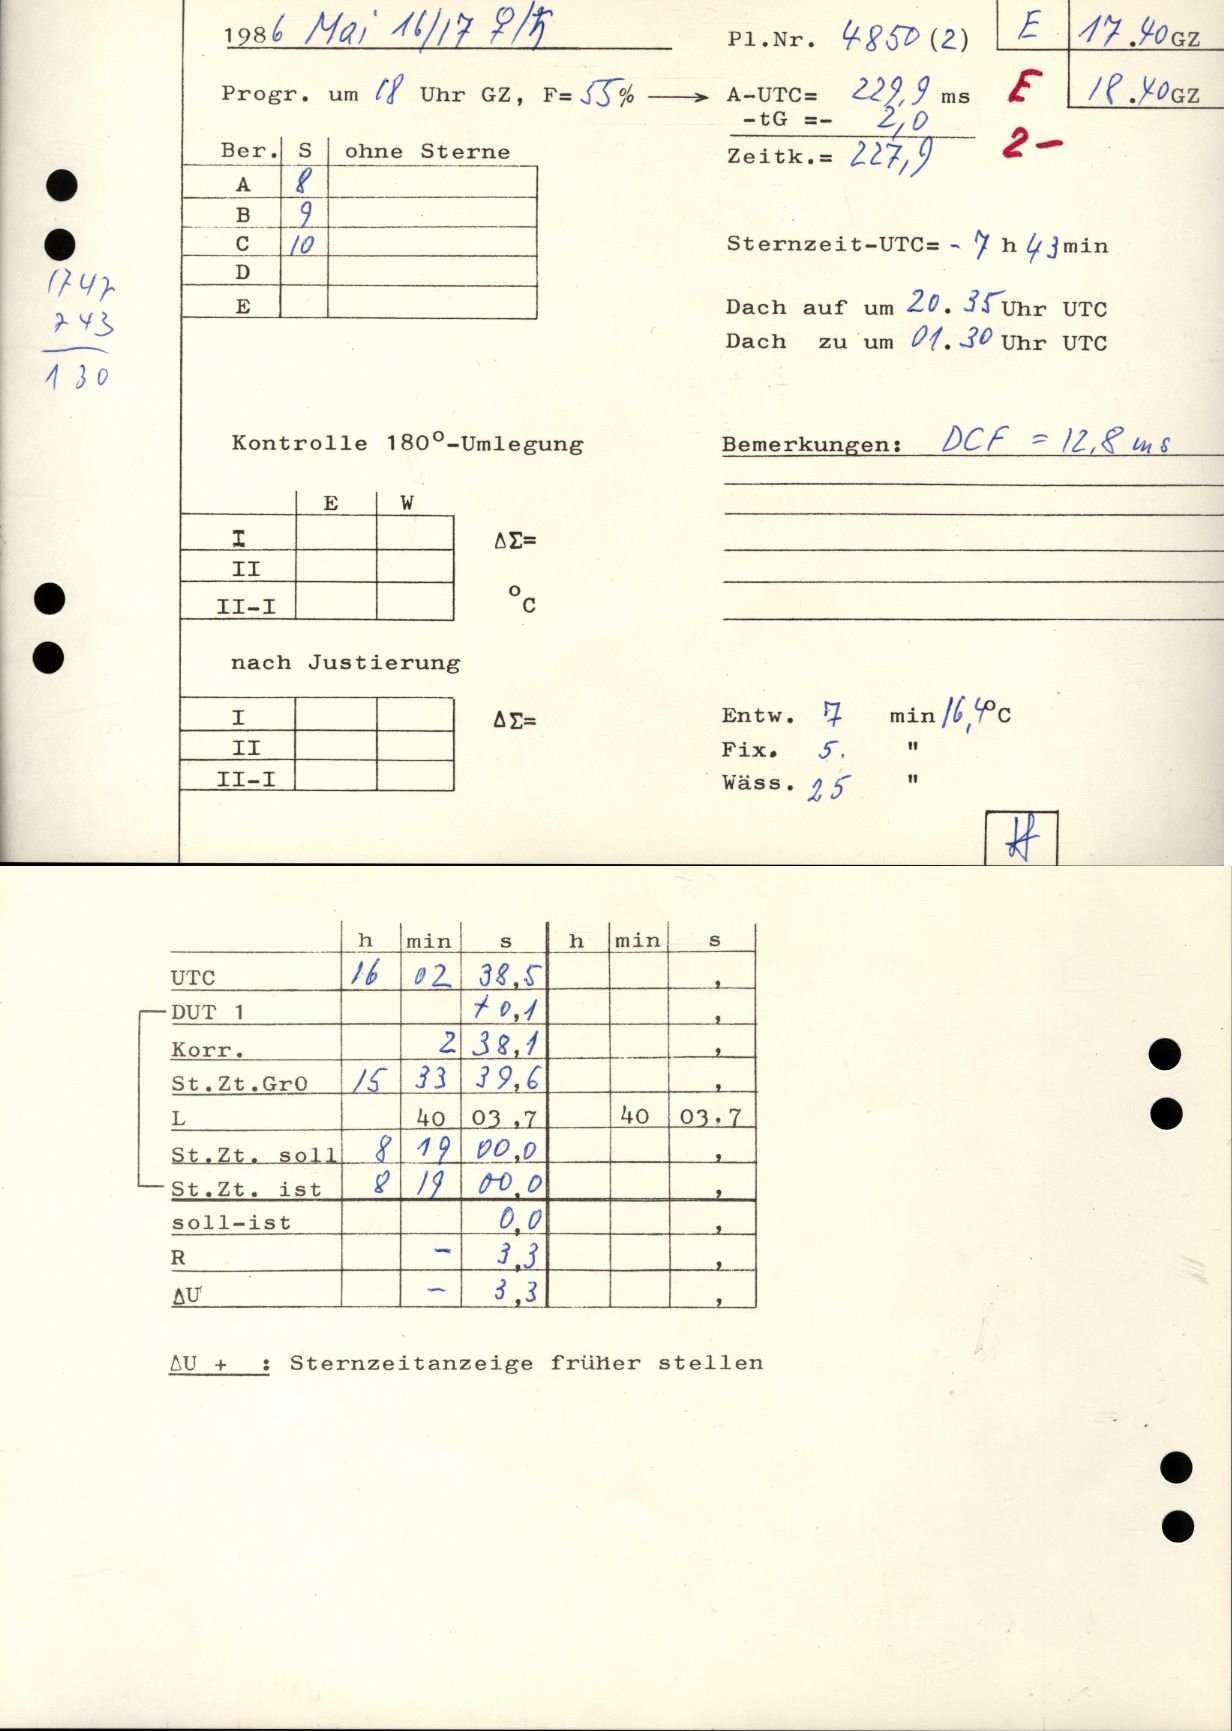 1986 Mai 16/17 ♀/♄ Pl.Nr. 4850 (2) E 17.40 GZ
Progr. um 18 Uhr GZ, F= 55% → A-UTC= 229,9 ms E 18.40 GZ
-tG =- 2,0
Zeitk.= 227,9 2-
Ber. S ohne Sterne
A 8
B 9
C 10
D
E
Sternzeit-UTC= - 7 h 43 min
1747
743
130
Dach auf um 20.35 Uhr UTC
Dach zu um 01.30 Uhr UTC
Kontrolle 180°-Umlegung
Bemerkungen: DCF = 12,8 ms
E W
I ΔΣ=
II
II-I °C
nach Justierung
I ΔΣ=
II
II-I
Entw. 7 min 16,4°C
Fix. 5. "
Wäss. 25 "
h min s h min s
UTC 16 02 38,5 ,
DUT 1 + 0,1 ,
Korr. 2 38,1 ,
St.Zt.Gr0 15 33 39,6 ,
L 40 03,7 40 03,7
St.Zt. soll 8 19 00,0 ,
St.Zt. ist 8 19 00,0 ,
soll-ist 0,0 ,
R - 3,3 ,
ΔU - 3,3 ,
ΔU + : Sternzeitanzeige früher stellen